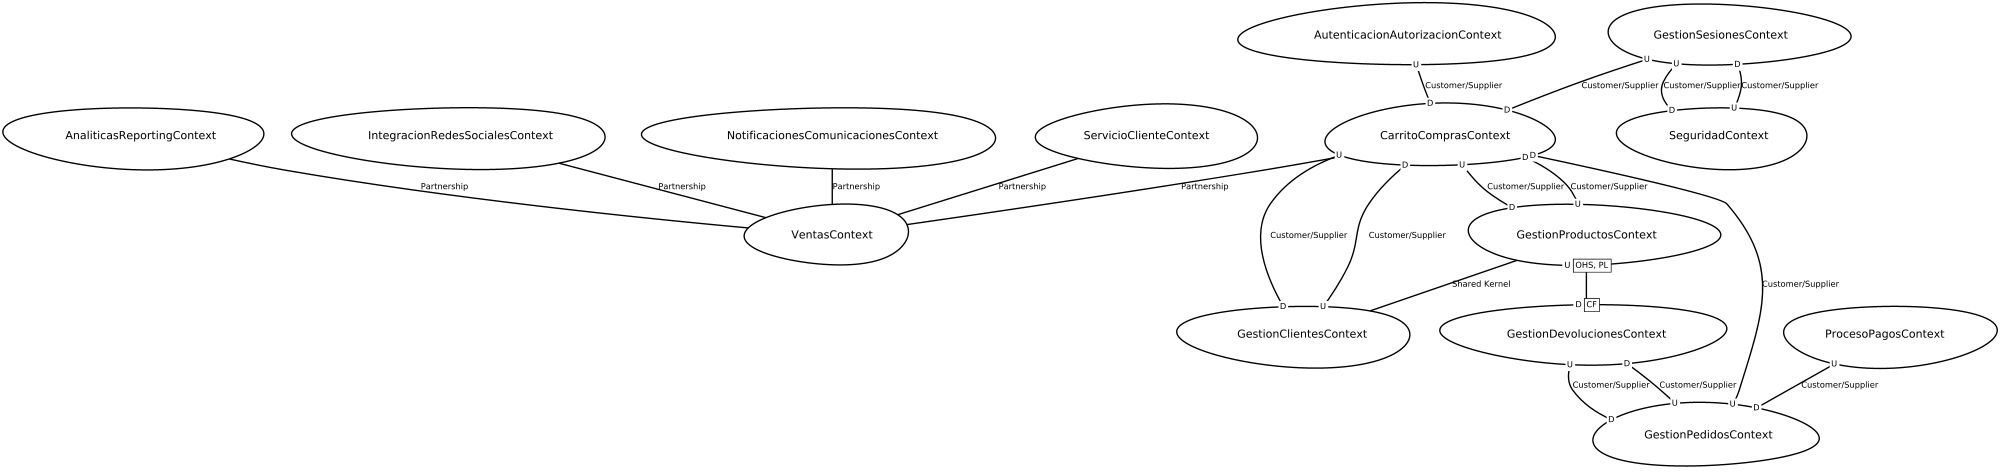 AutenticacionAutorizacionContext
GestionSesionesContext
U
U
U
D
Customer/Supplier
Customer/Supplier
Customer/Supplier
Customer/Supplier
D
D
D
U
AnaliticasReportingContext
IntegracionRedesSocialesContext
NotificacionesComunicacionesContext
ServicioClienteContext
CarritoComprasContext
SeguridadContext
U
D
U
D
D
Partnership
Partnership
Partnership
Partnership
Partnership
Customer/Supplier
Customer/Supplier
D
U
VentasContext
Customer/Supplier
Customer/Supplier
GestionProductosContext
U
OHS, PL
Shared Kernel
Customer/Supplier
D
U
D
CF
GestionClientesContext
GestionDevolucionesContext
ProcesoPagosContext
U
D
U
Customer/Supplier
Customer/Supplier
Customer/Supplier
D
U
U
D
GestionPedidosContext